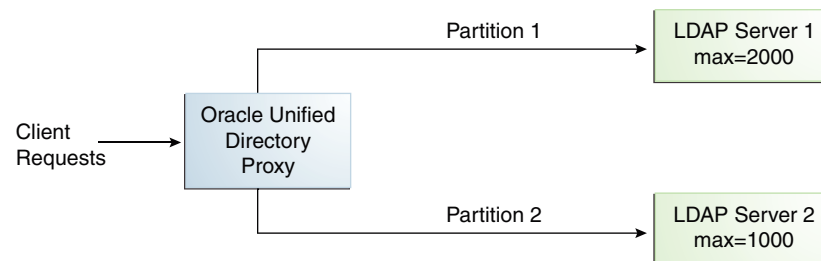 Partition 1
LDAP Server 1
max=2000
Client
Requests
Oracle Unified
Directory
Proxy
Partition 2
LDAP Server 2
max=1000